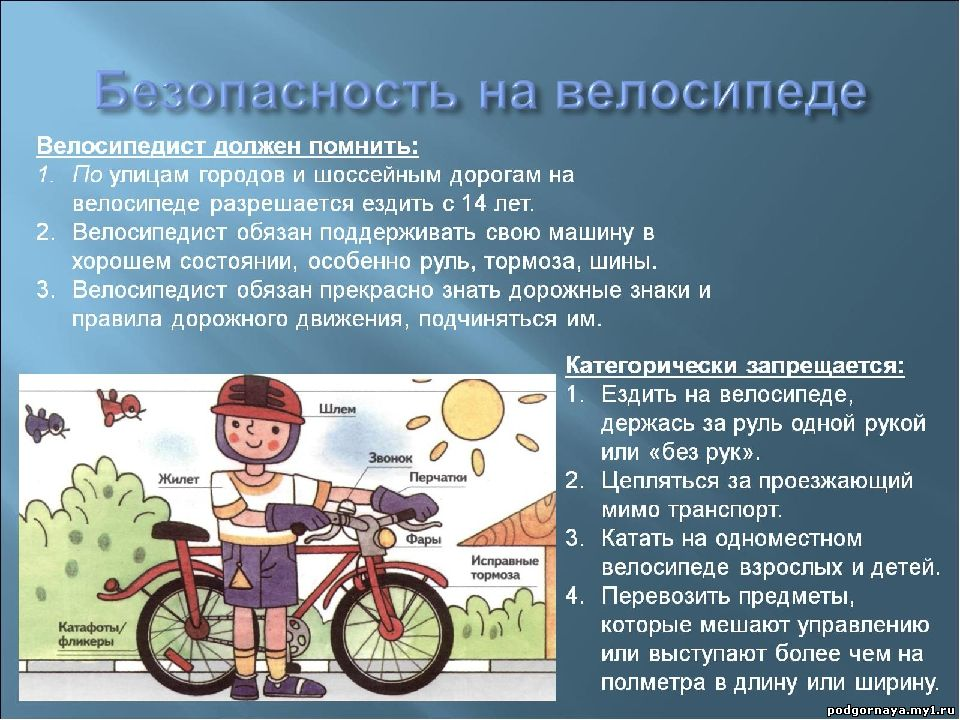 Безопасность на велосипеде
Велосипедист должен помнить:
1. По улицам городов и шоссейным дорогам на
велосипеде разрешается ездить с 14 лет.
2. Велосипедист обязан поддерживать свою машину в
хорошем состоянии, особенно руль, тормоза, шины.
3. Велосипедист обязан прекрасно знать дорожные знаки и
правила дорожного движения, подчиняться им.
Шлем
Звонок
Жилет
Перчатки
Фары
Исправные
тормоза
Катафоты/
фликеры
Категорически запрещается:
1. Ездить на велосипеде,
держась за руль одной рукой
или «без рук».
2. Цепляться за проезжающий
мимо транспорт.
3. Катать на одноместном
велосипеде взрослых и детей.
4. Перевозить предметы,
которые мешают управлению
или выступают более чем на
полметра в длину или ширину.
podgornaya.my1.ru